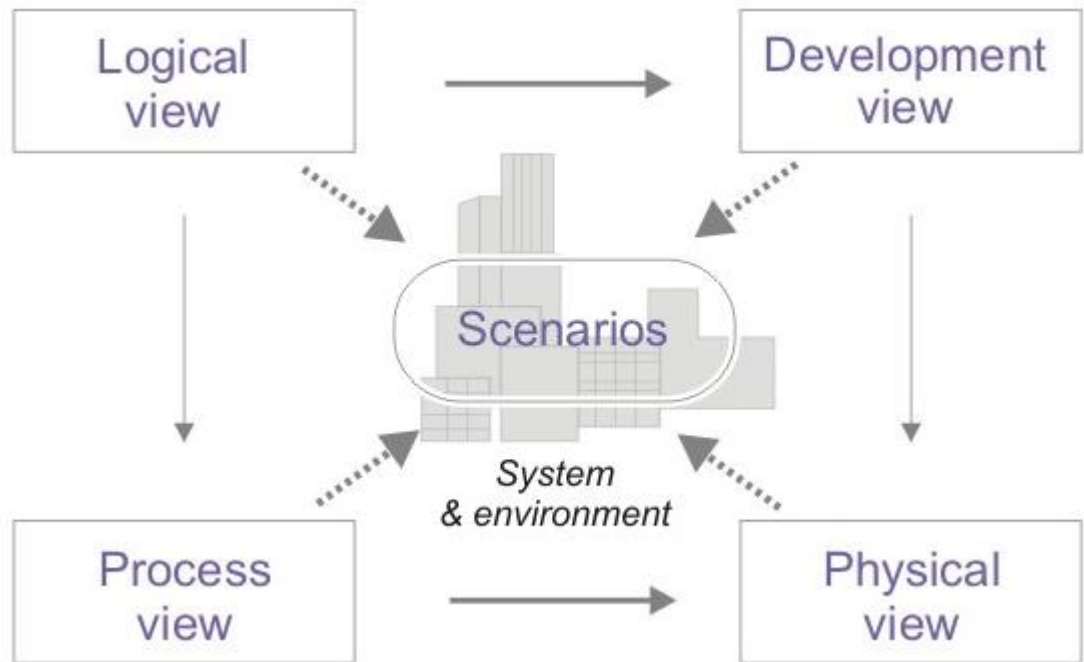 Logical
view
Development
view
Scenarios
System
& environment
Process
view
Physical
view